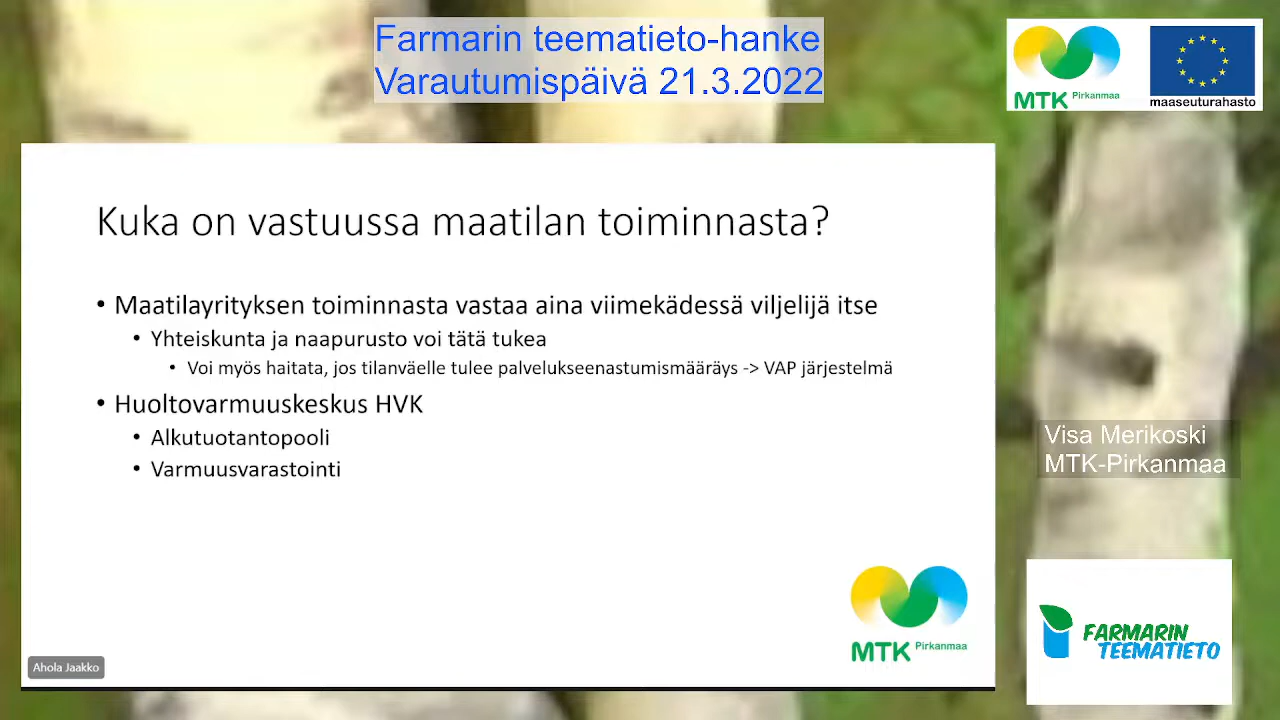 Farmarin teematieto-hanke
Varautumispäivä 21.3.2022
MTK Pirkanmaa
maaseuturahasto
Kuka on vastuussa maatilan toiminnasta?
• Maatilayrityksen toiminnasta vastaa aina viimekädessä viljelijä itse
• Yhteiskunta ja naapurusto voi tätä tukea
• Voi myös haitata, jos tilanväelle tulee palvelukseenastumismääräys -> VAP järjestelmä
• Huoltovarmuuskeskus HVK
• Alkutuotantopooli
• Varmuusvarastointi
Visa Merikoski
MTK-Pirkanmaa
MTK Pirkanmaa
Ahola Jaakko
FARMARIN
TEEMATIETO